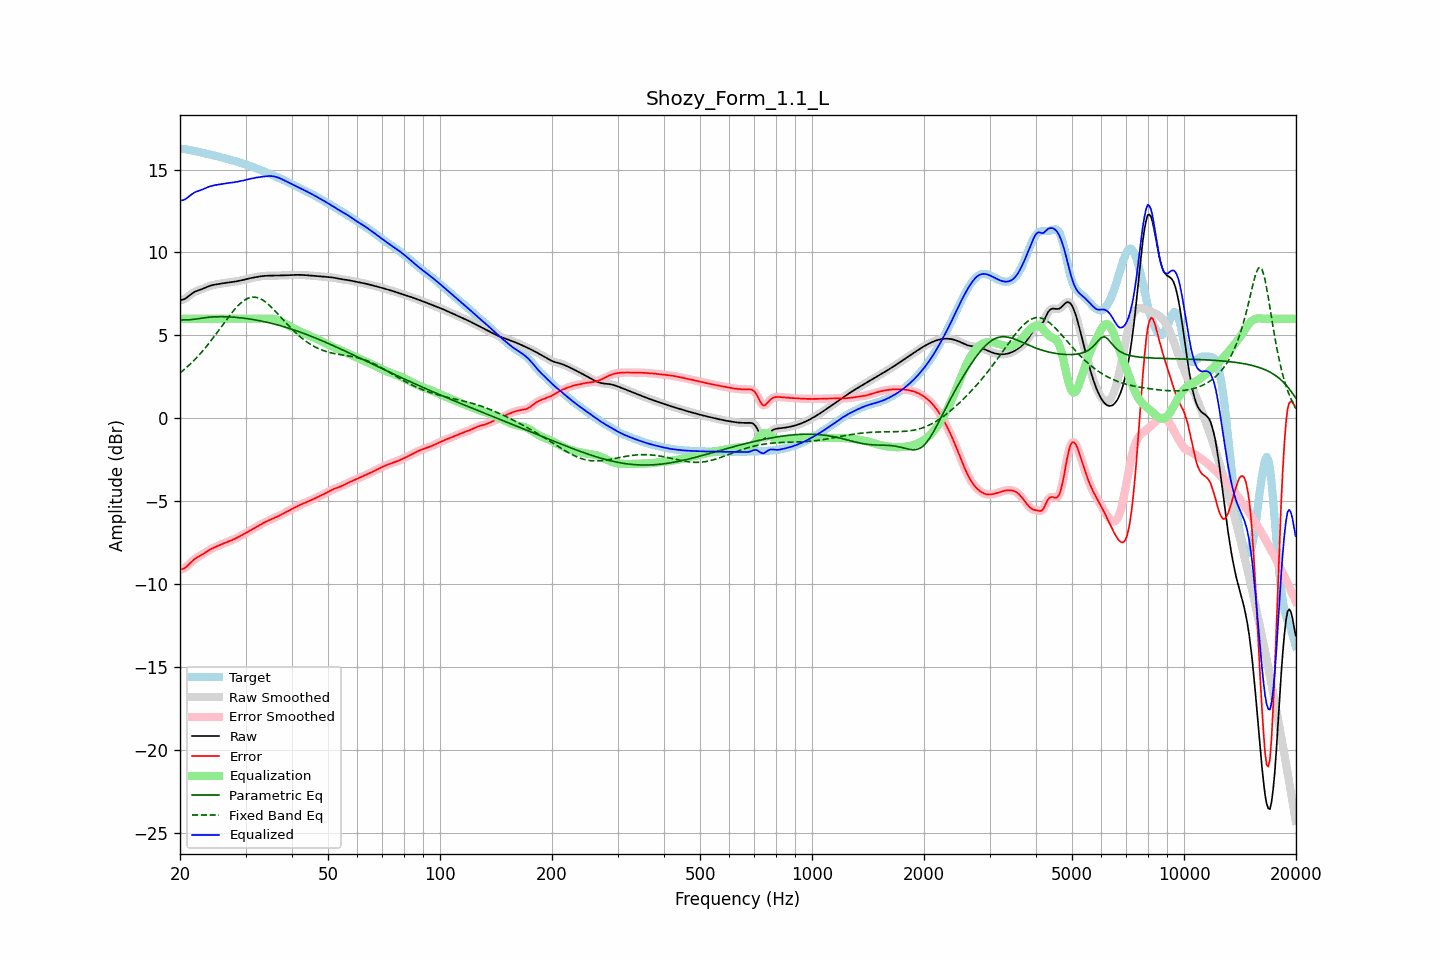 Shozy_Form_1.1_L
Amplitude (dBr)
15
10
5
0
−5
−10
−15
−20
−25
Target
Raw Smoothed
Error Smoothed
Raw
Error
Equalization
Parametric Eq
Fixed Band Eq
Equalized
20 50 100 200 500 1000 2000 5000 10000 20000
Frequency (Hz)